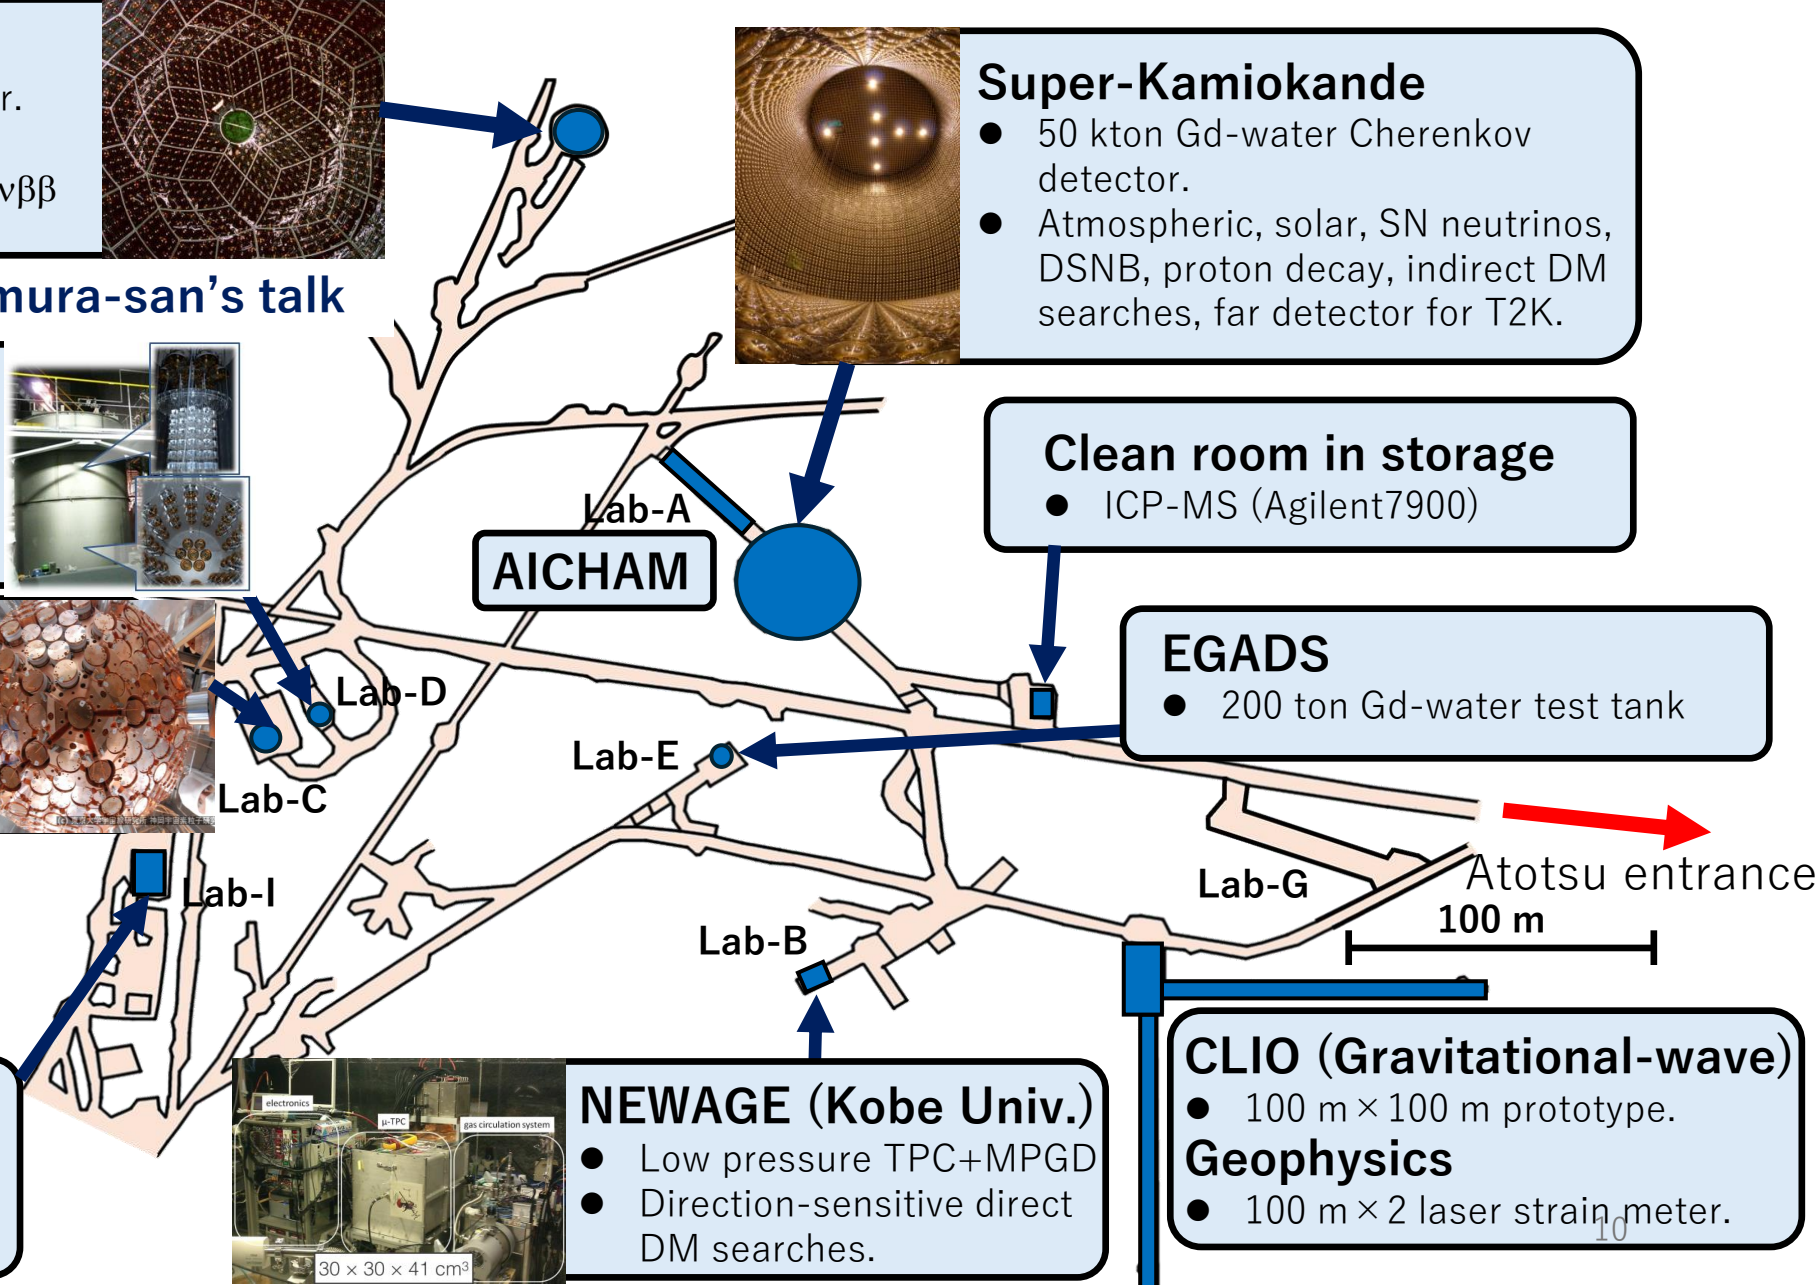 r.
νββ
mura-san’s talk
Super-Kamiokande
● 50 kton Gd-water Cherenkov
detector.
● Atmospheric, solar, SN neutrinos,
DSNB, proton decay, indirect DM
searches, far detector for T2K.
Clean room in storage
● ICP-MS (Agilent7900)
Lab-A
AICHAM
EGADS
● 200 ton Gd-water test tank
Lab-D
Lab-E
Lab-C
Lab-I
Lab-G
Atotsu entrance
100 m
Lab-B
NEWAGE (Kobe Univ.)
● Low pressure TPC+MPGD
● Direction-sensitive direct
DM searches.
electronics
μ-TPC
gas circulation system
30 × 30 × 41 cm³
CLIO (Gravitational-wave)
● 100 m × 100 m prototype.
Geophysics
● 100 m × 2 laser strain meter.
10